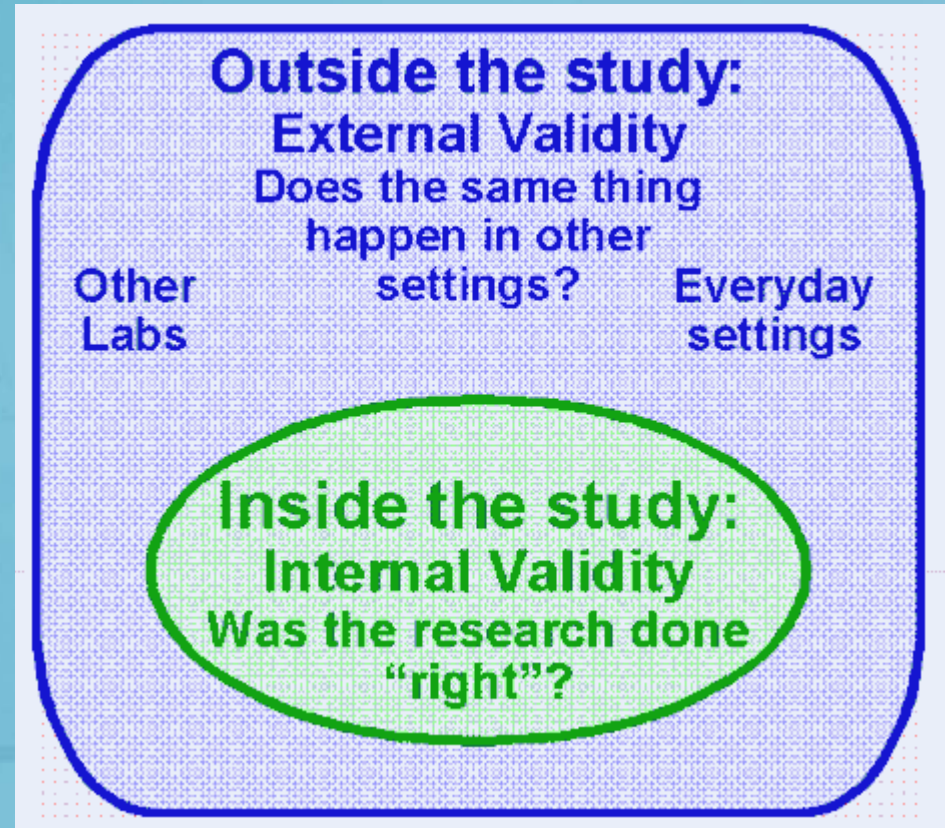 Outside the study:
External Validity
Does the same thing
happen in other
settings?
Other
Labs
Everyday
settings
Inside the study:
Internal Validity
Was the research done
“right”?